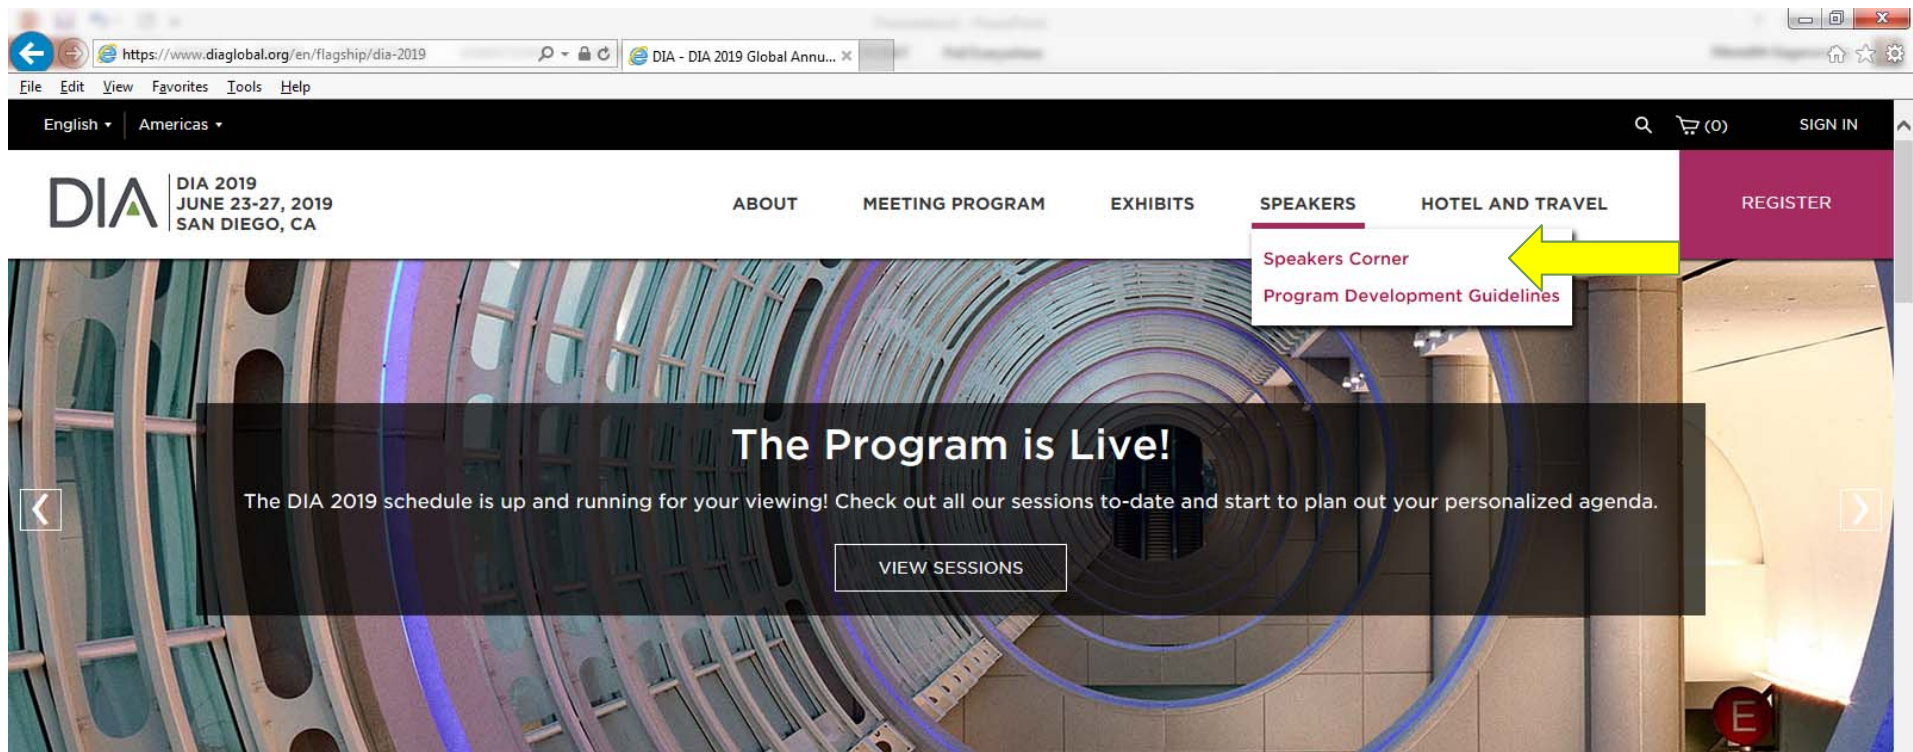 https://www.diaglobal.org/en/flagship/dia-2019
DIA - DIA 2019 Global Annu...
File Edit View Favorites Tools Help
English Americas (0) SIGN IN
DIA
DIA 2019
JUNE 23-27, 2019
SAN DIEGO, CA
ABOUT MEETING PROGRAM EXHIBITS SPEAKERS HOTEL AND TRAVEL REGISTER
Speakers Corner
Program Development Guidelines
The Program is Live!
The DIA 2019 schedule is up and running for your viewing! Check out all our sessions to-date and start to plan out your personalized agenda.
VIEW SESSIONS
E